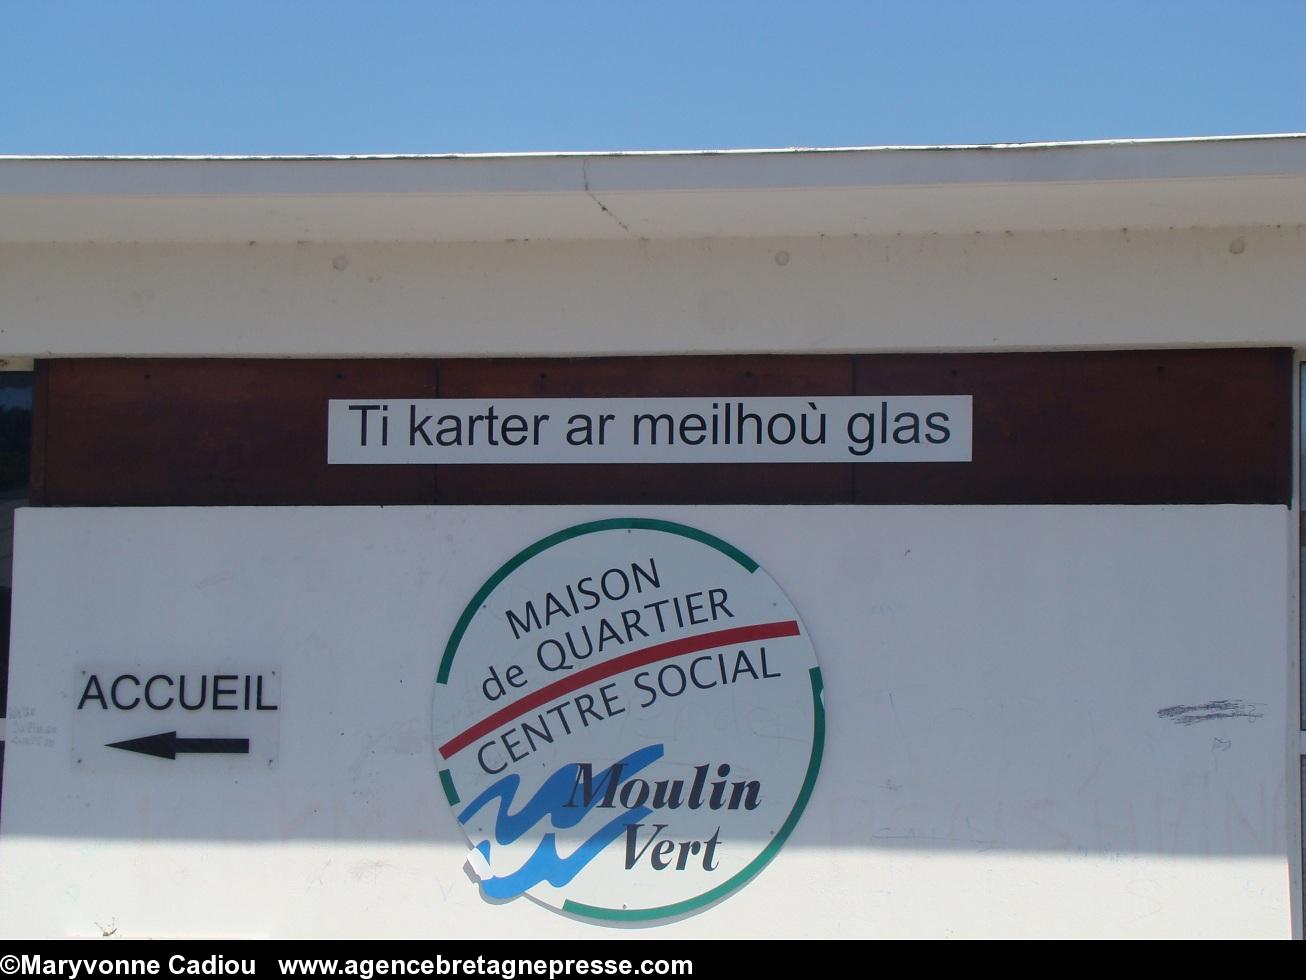 Ti karter ar meilhoù glas
MAISON
de QUARTIER
CENTRE SOCIAL
Moulin
Vert
ACCUEIL
©Maryvonne Cadiou www.agencebretagnepresse.com